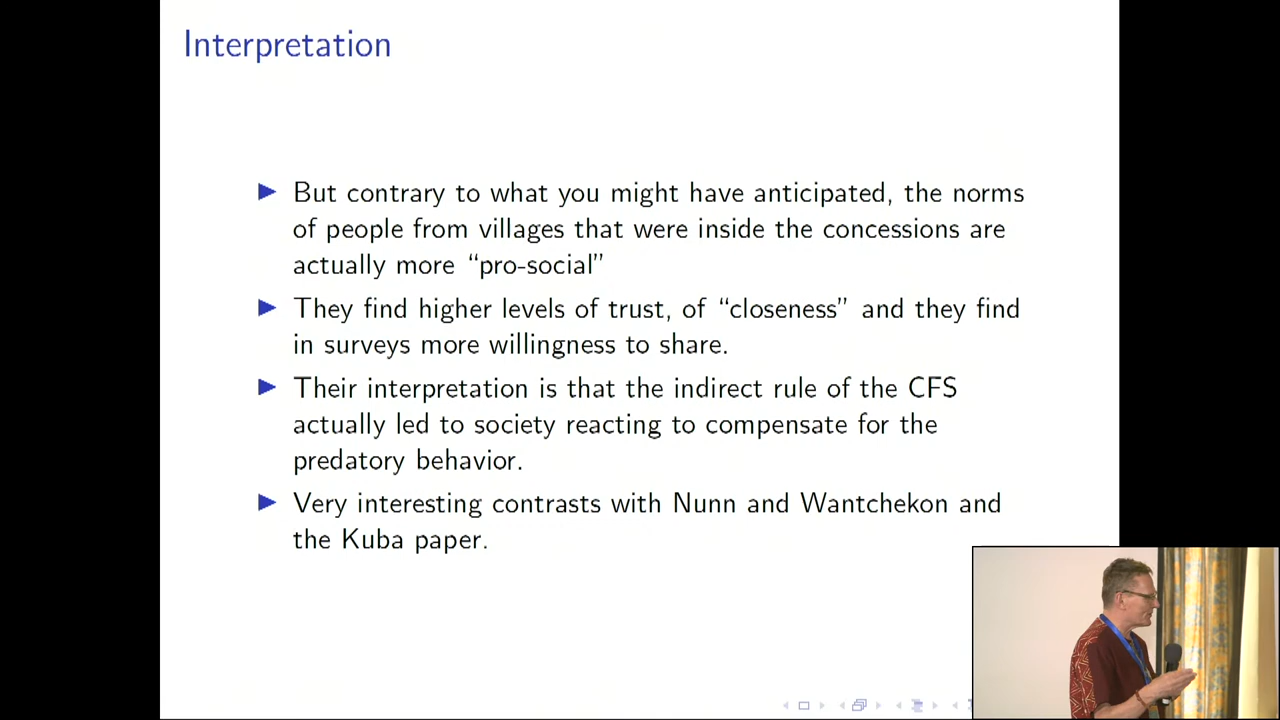 Interpretation
But contrary to what you might have anticipated, the norms
of people from villages that were inside the concessions are
actually more “pro-social”
They find higher levels of trust, of “closeness” and they find
in surveys more willingness to share.
Their interpretation is that the indirect rule of the CFS
actually led to society reacting to compensate for the
predatory behavior.
Very interesting contrasts with Nunn and Wantchekon and
the Kuba paper.